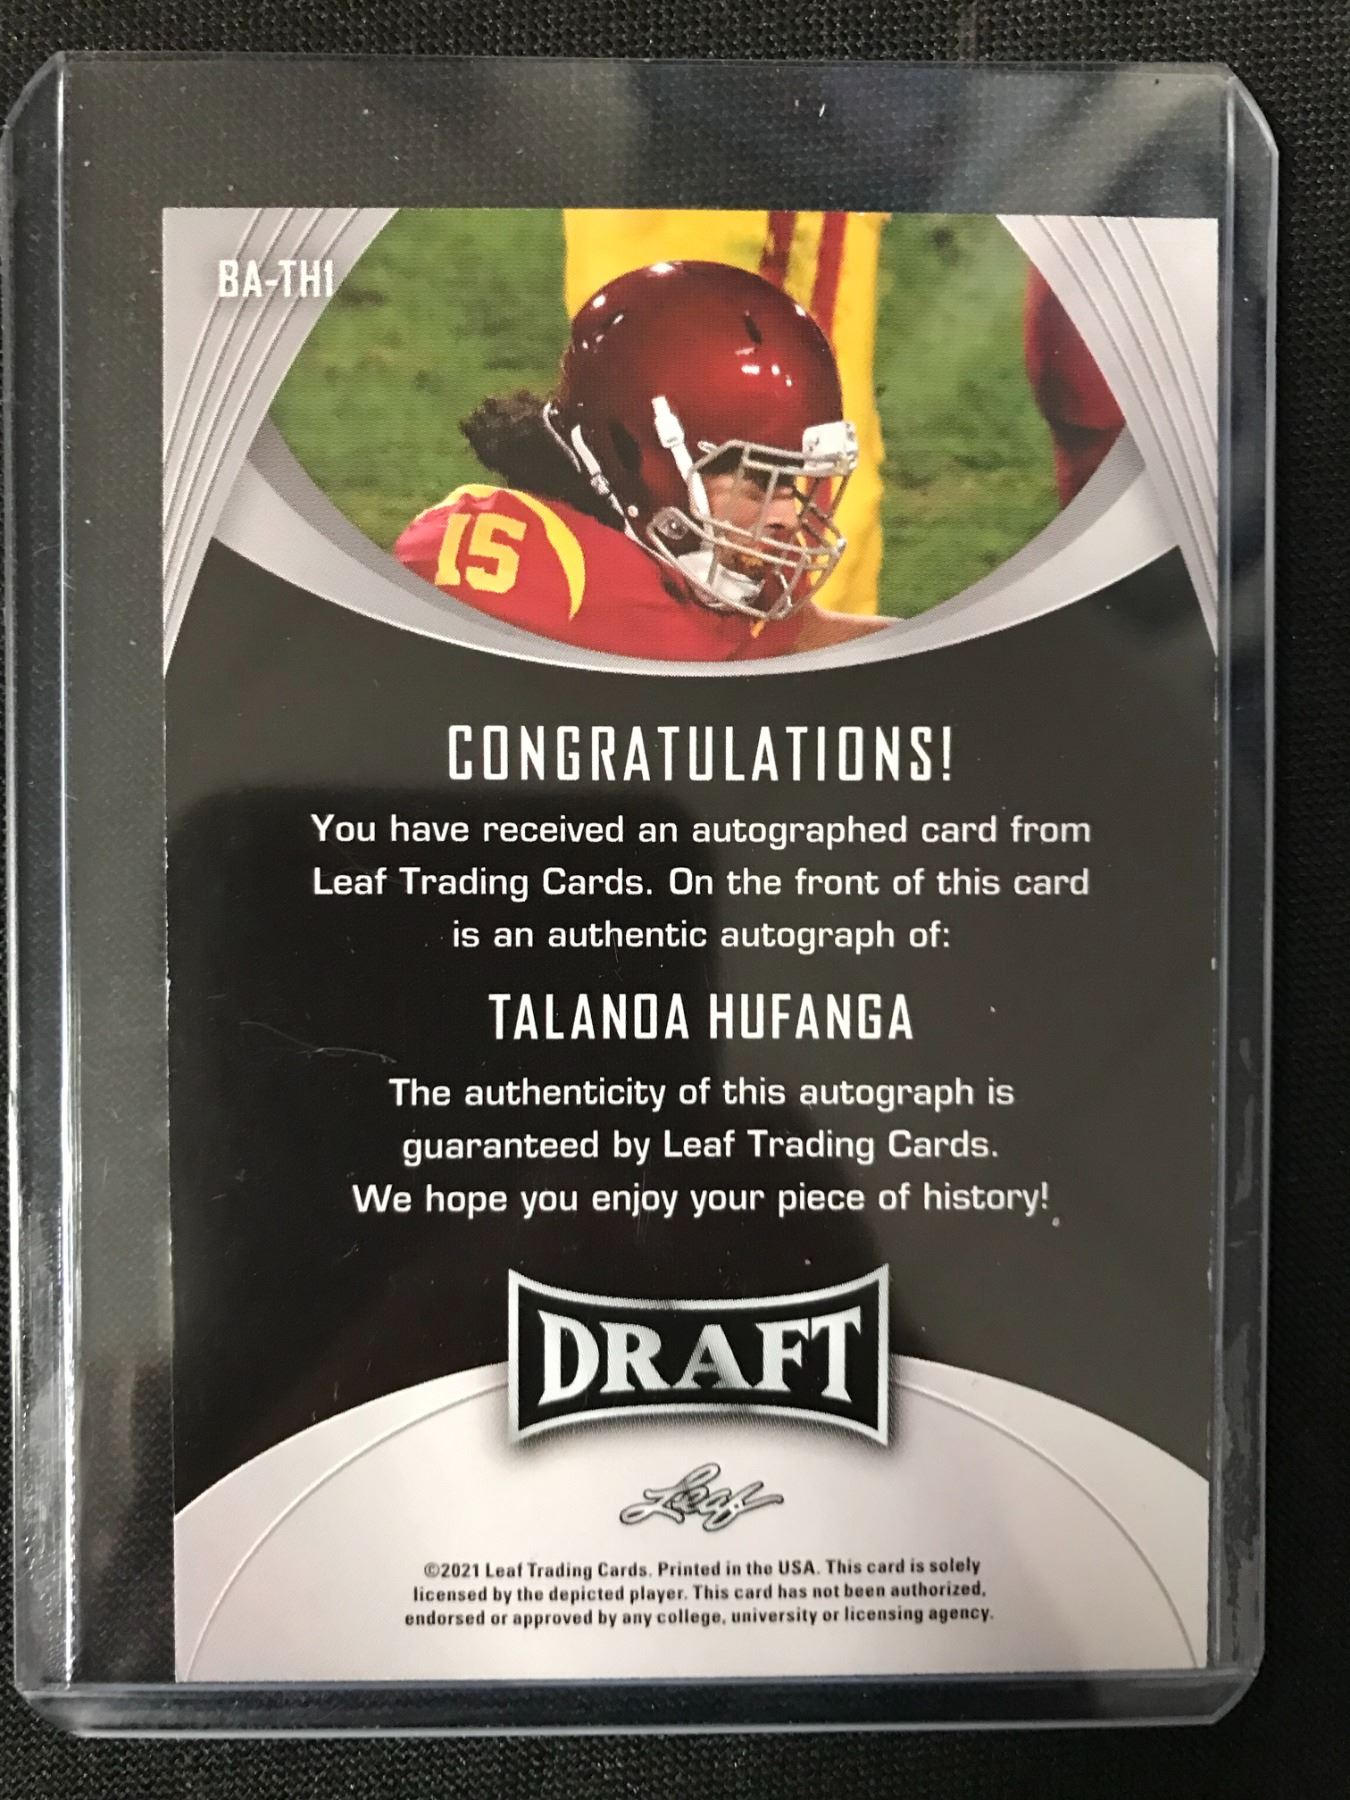 BA-TH1
15
CONGRATULATIONS!
You have received an autographed card from
Leaf Trading Cards. On the front of this card
is an authentic autograph of:
TALANOA HUFANGA
The authenticity of this autograph is
guaranteed by Leaf Trading Cards.
We hope you enjoy your piece of history!
DRAFT
Leaf
©2021 Leaf Trading Cards. Printed in the USA. This card is solely
licensed by the depicted player. This card has not been authorized,
endorsed or approved by any college, university or licensing agency.